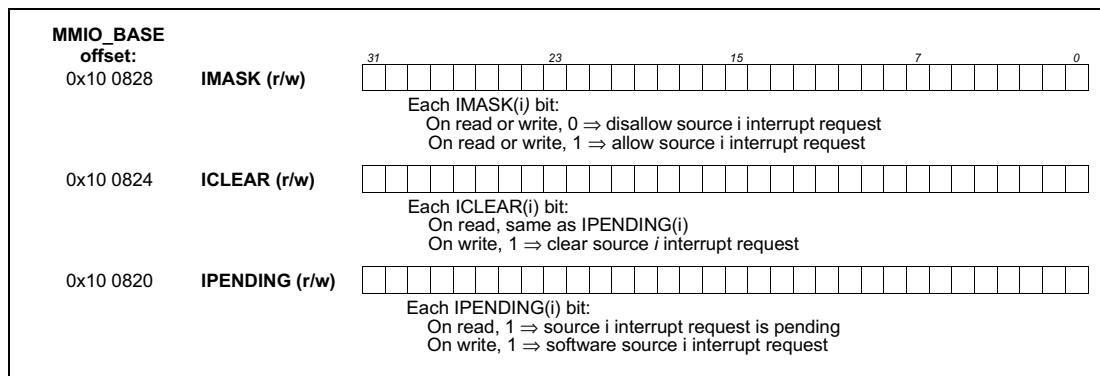 MMIO_BASE
offset:
31 23 15 7 0
0x10 0828 IMASK (r/w)
Each IMASK(i) bit:
On read or write, 0 ⇒ disallow source i interrupt request
On read or write, 1 ⇒ allow source i interrupt request
0x10 0824 ICLEAR (r/w)
Each ICLEAR(i) bit:
On read, same as IPENDING(i)
On write, 1 ⇒ clear source i interrupt request
0x10 0820 IPENDING (r/w)
Each IPENDING(i) bit:
On read, 1 ⇒ source i interrupt request is pending
On write, 1 ⇒ software source i interrupt request